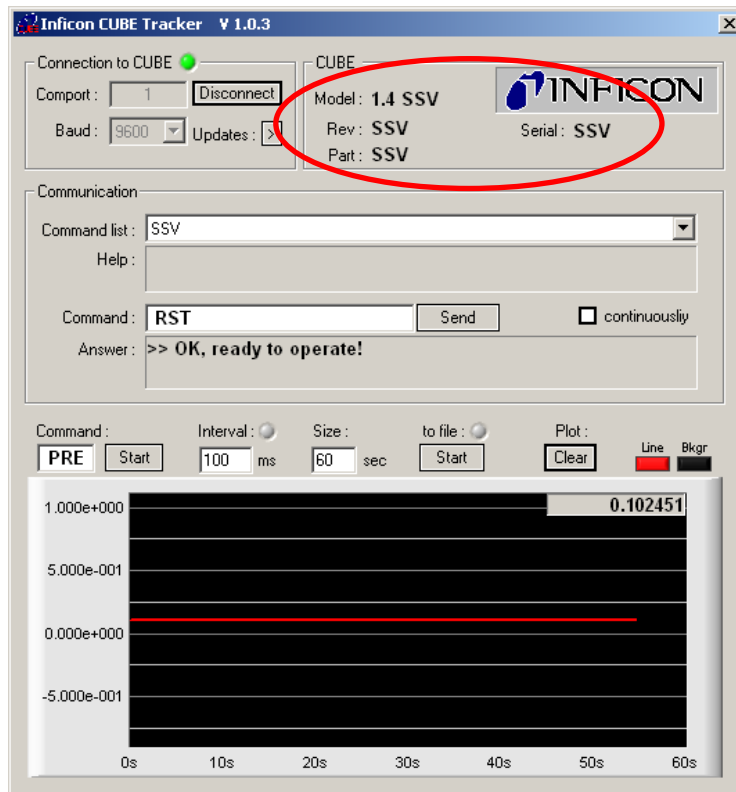 Inficon CUBE Tracker V 1.0.3
Connection to CUBE
Comport : 1 Disconnect
Baud : 9600 Updates : >
CUBE
INFICON
Model : 1.4 SSV
Rev : SSV Serial : SSV
Part : SSV
Communication
Command list : SSV
Help :
Command : RST Send continuously
Answer : >> OK, ready to operate!
Command : Interval : Size : to file : Plot :
PRE Start 100 ms 60 sec Start Clear Line Bkgr
0.102451
1.000e+000
5.000e-001
0.000e+000
-5.000e-001
0s 10s 20s 30s 40s 50s 60s